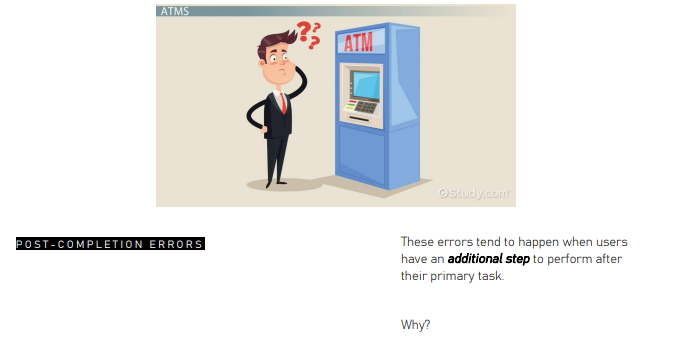 ATMS
???
ATM
©Study.com
POST-COMPLETION ERRORS
These errors tend to happen when users
have an additional step to perform after
their primary task.
Why?